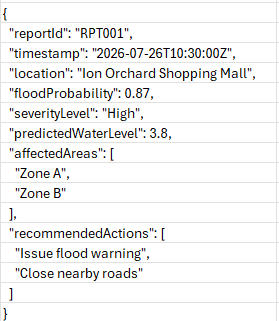 {
"reportId": "RPT001",
"timestamp": "2026-07-26T10:30:00Z",
"location": "Ion Orchard Shopping Mall",
"floodProbability": 0.87,
"severityLevel": "High",
"predictedWaterLevel": 3.8,
"affectedAreas": [
"Zone A",
"Zone B"
],
"recommendedActions": [
"Issue flood warning",
"Close nearby roads"
]
}